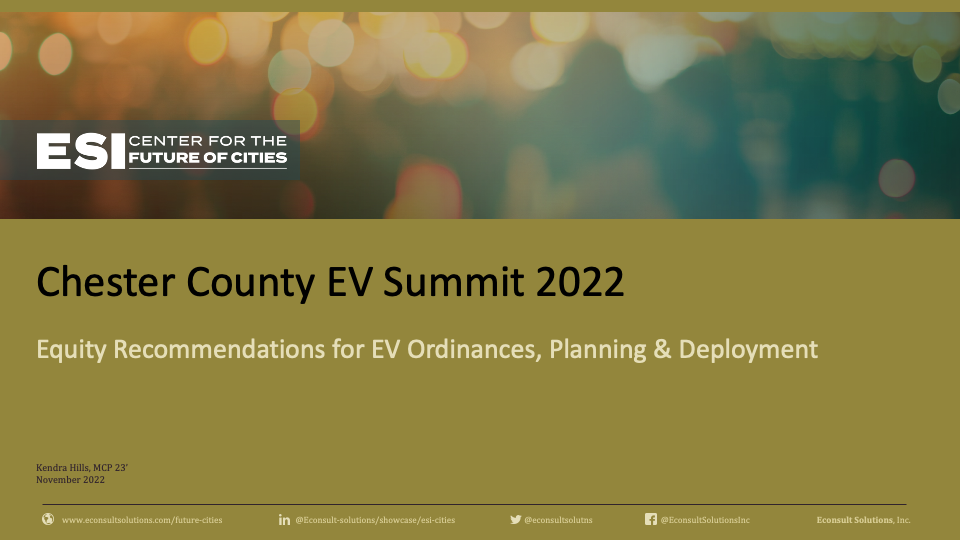 ESI CENTER FOR THE
FUTURE OF CITIES
Chester County EV Summit 2022
Equity Recommendations for EV Ordinances, Planning & Deployment
Kendra Hills, MCP 23’
November 2022
www.econsultsolutions.com/future-cities @Econsult-solutions/showcase/esi-cities @econsolutns @EconsultSolutionsInc Econsult Solutions, Inc.